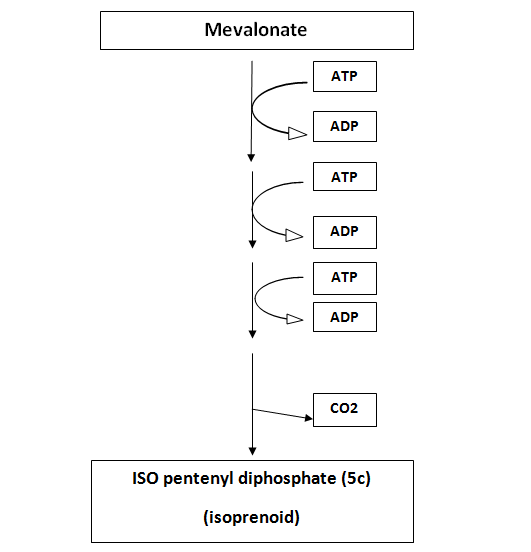 Mevalonate
ATP
ADP
ATP
ADP
ATP
ADP
CO2
ISO pentenyl diphosphate (5c)
(isoprenoid)